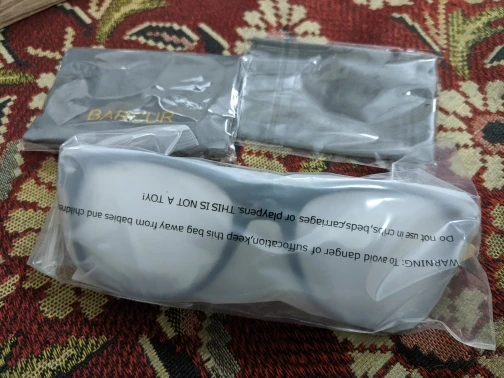 BARCUR
WARNING: To avoid danger of suffocation,keep this bag away from babies and children
Do not use in cribs,beds,carriages or playpens. THIS IS NOT A TOY!